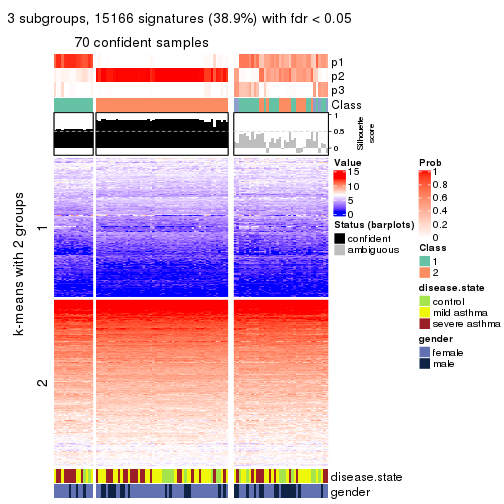 3 subgroups, 15166 signatures (38.9%) with fdr < 0.05
70 confident samples
p1
p2
p3
Class
1
0.5
0
Silhouette
score
k-means with 2 groups
1
2
disease.state
gender
Value
15
10
5
0
Status (barplots)
confident
ambiguous
Prob
1
0.8
0.6
0.4
0.2
0
Class
1
2
disease.state
control
mild asthma
severe asthma
gender
female
male